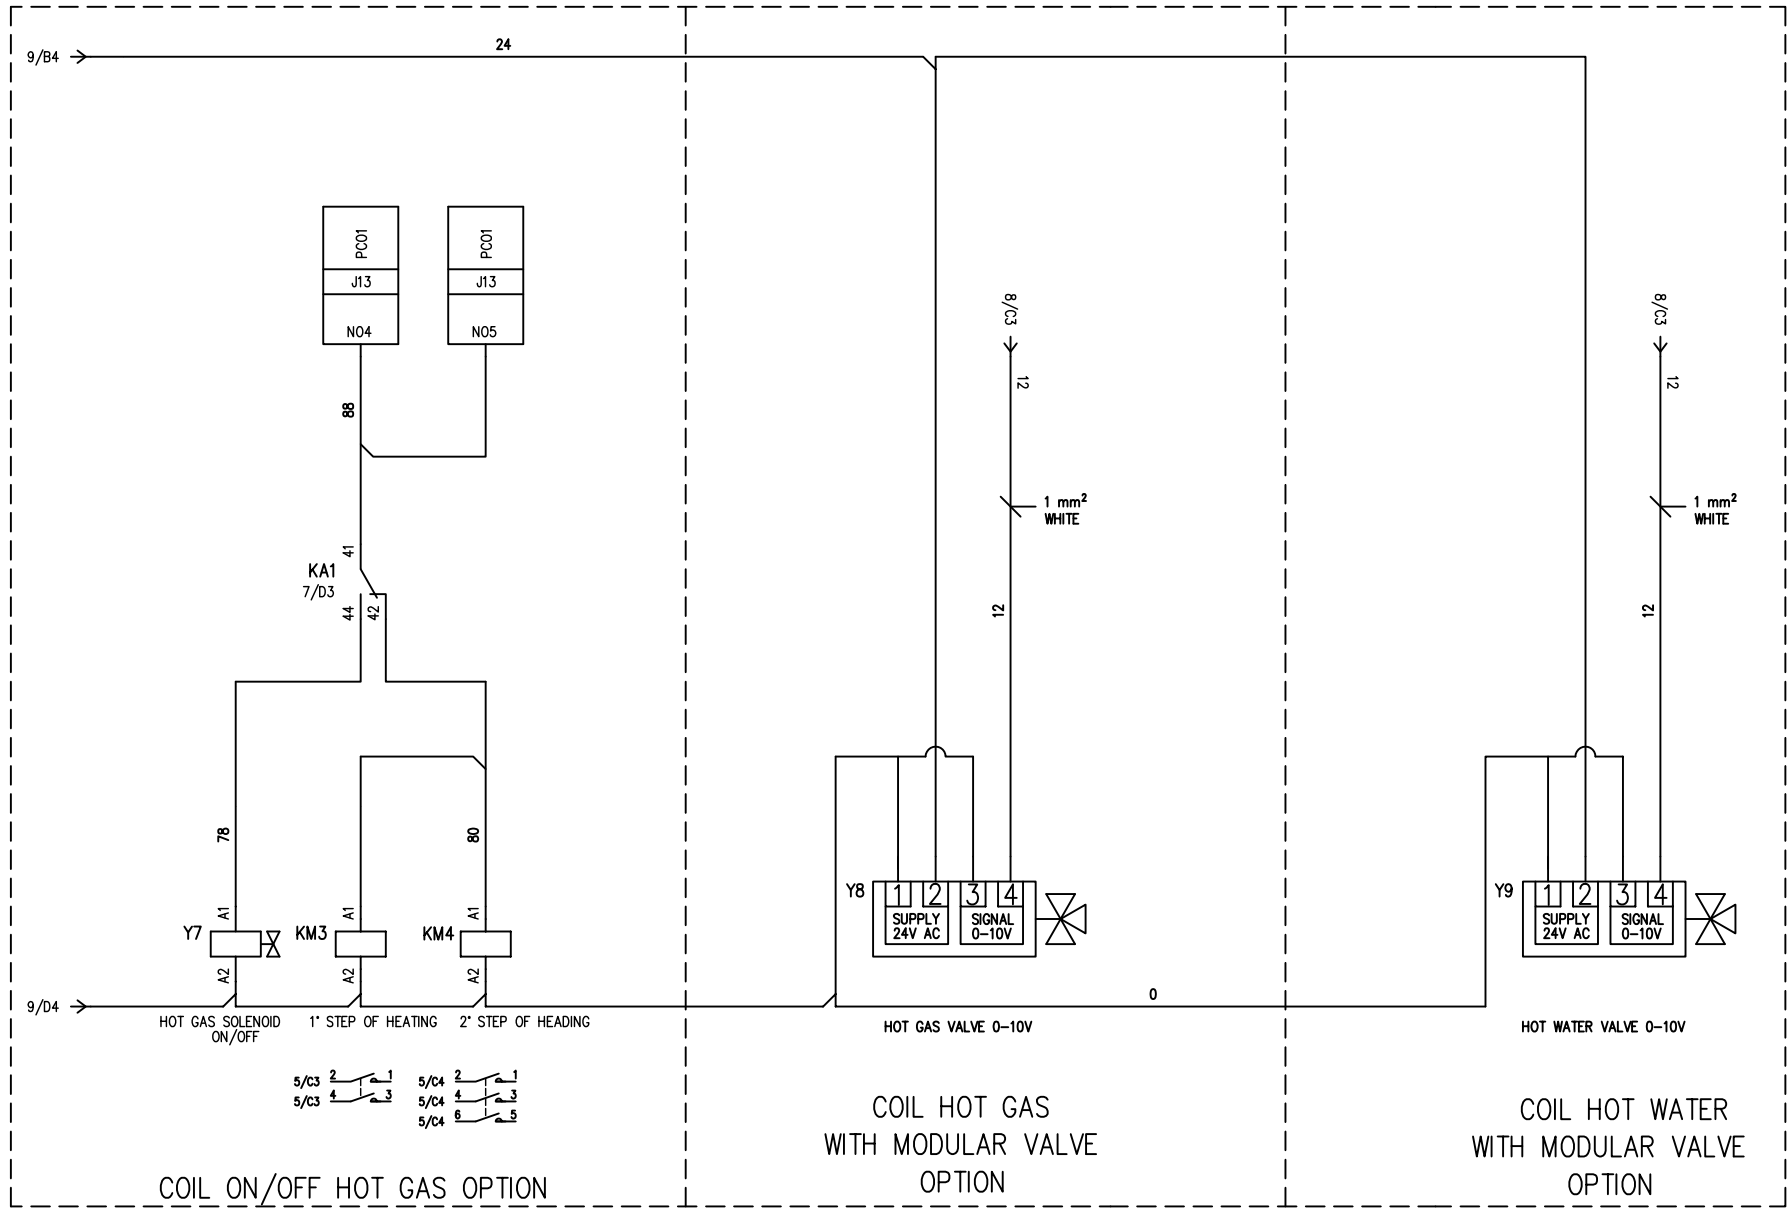 9/B4
24
PCO1
J13
NO4
PCO1
J13
NO5
88
41
KA1
7/D3
44
42
78
80
A1
A1
A1
Y7
KM3
KM4
A2
A2
A2
9/D4
HOT GAS SOLENOID
ON/OFF
1° STEP OF HEATING
2° STEP OF HEADING
5/C3 2 1
5/C3 4 3
5/C4 2 1
5/C4 4 3
5/C4 6 5
COIL ON/OFF HOT GAS OPTION
8/C3
12
1 mm²
WHITE
12
Y8
1 2 3 4
SUPPLY
24V AC
SIGNAL
0-10V
0
HOT GAS VALVE 0-10V
COIL HOT GAS
WITH MODULAR VALVE
OPTION
8/C3
12
1 mm²
WHITE
12
Y9
1 2 3 4
SUPPLY
24V AC
SIGNAL
0-10V
HOT WATER VALVE 0-10V
COIL HOT WATER
WITH MODULAR VALVE
OPTION